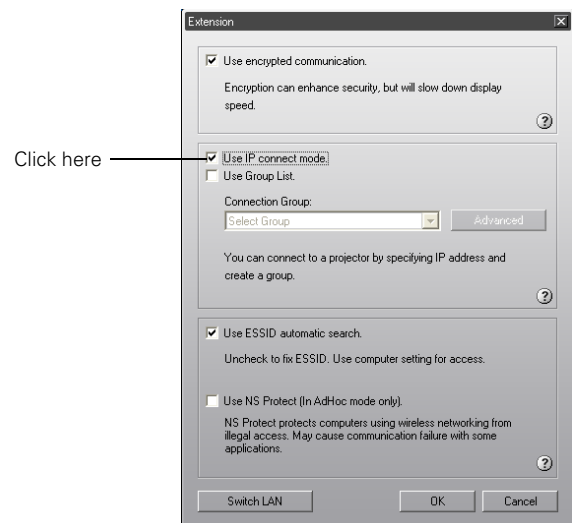 Extension
Use encrypted communication.
Encryption can enhance security, but will slow down display
speed.
Click here
Use IP connect mode.
Use Group List.
Connection Group:
Select Group
Advanced
You can connect to a projector by specifying IP address and
create a group.
Use ESSID automatic search.
Uncheck to fix ESSID. Use computer setting for access.
Use NS Protect (In AdHoc mode only).
NS Protect protects computers using wireless networking from
illegal access. May cause communication failure with some
applications.
Switch LAN
OK
Cancel